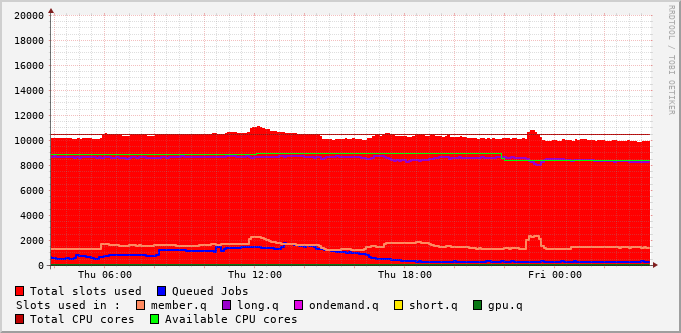 20000
18000
16000
14000
12000
10000
8000
6000
4000
2000
0
Thu 06:00 Thu 12:00 Thu 18:00 Fri 00:00
Total slots used Queued Jobs
Slots used in : member.q long.q ondemand.q short.q gpu.q
Total CPU cores Available CPU cores
RRDTOOL / TOBI OETIKER